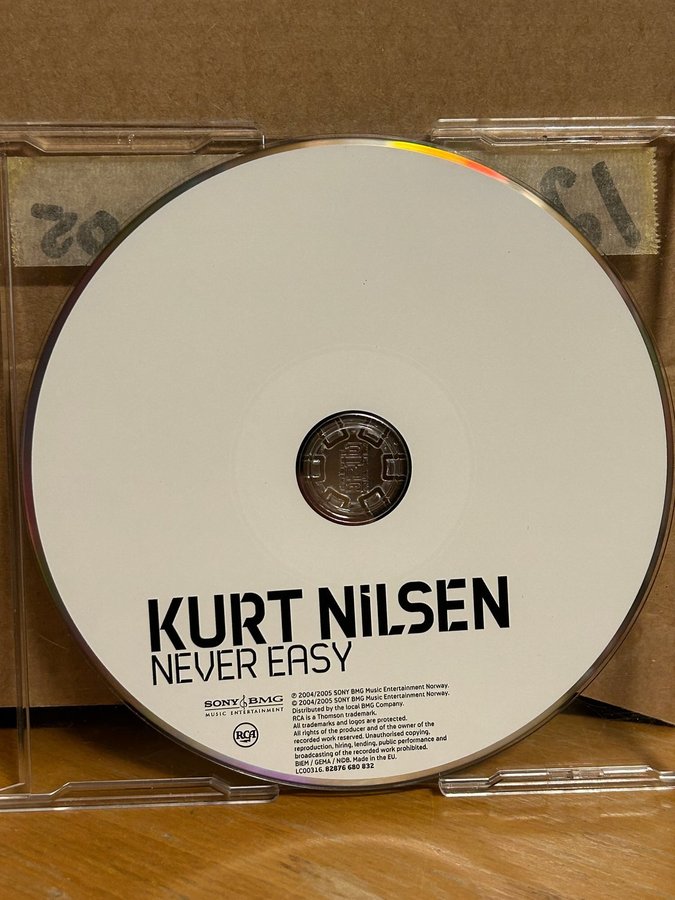 KURT NiLSEN
NEVER EASY
SONY BMG
MUSIC ENTERTAINMENT
RCA
℗ 2004/2005 SONY BMG Music Entertainment Norway.
© 2004/2005 SONY BMG Music Entertainment Norway.
Distributed by the local BMG Company.
RCA is a Thomson trademark.
All trademarks and logos are protected.
All rights of the producer and of the owner of the
recorded work reserved. Unauthorised copying,
reproduction, hiring, lending, public performance and
broadcasting of the recorded work prohibited.
BIEM / GEMA / NCB. Made in the EU.
LC00316. 82876 680 832